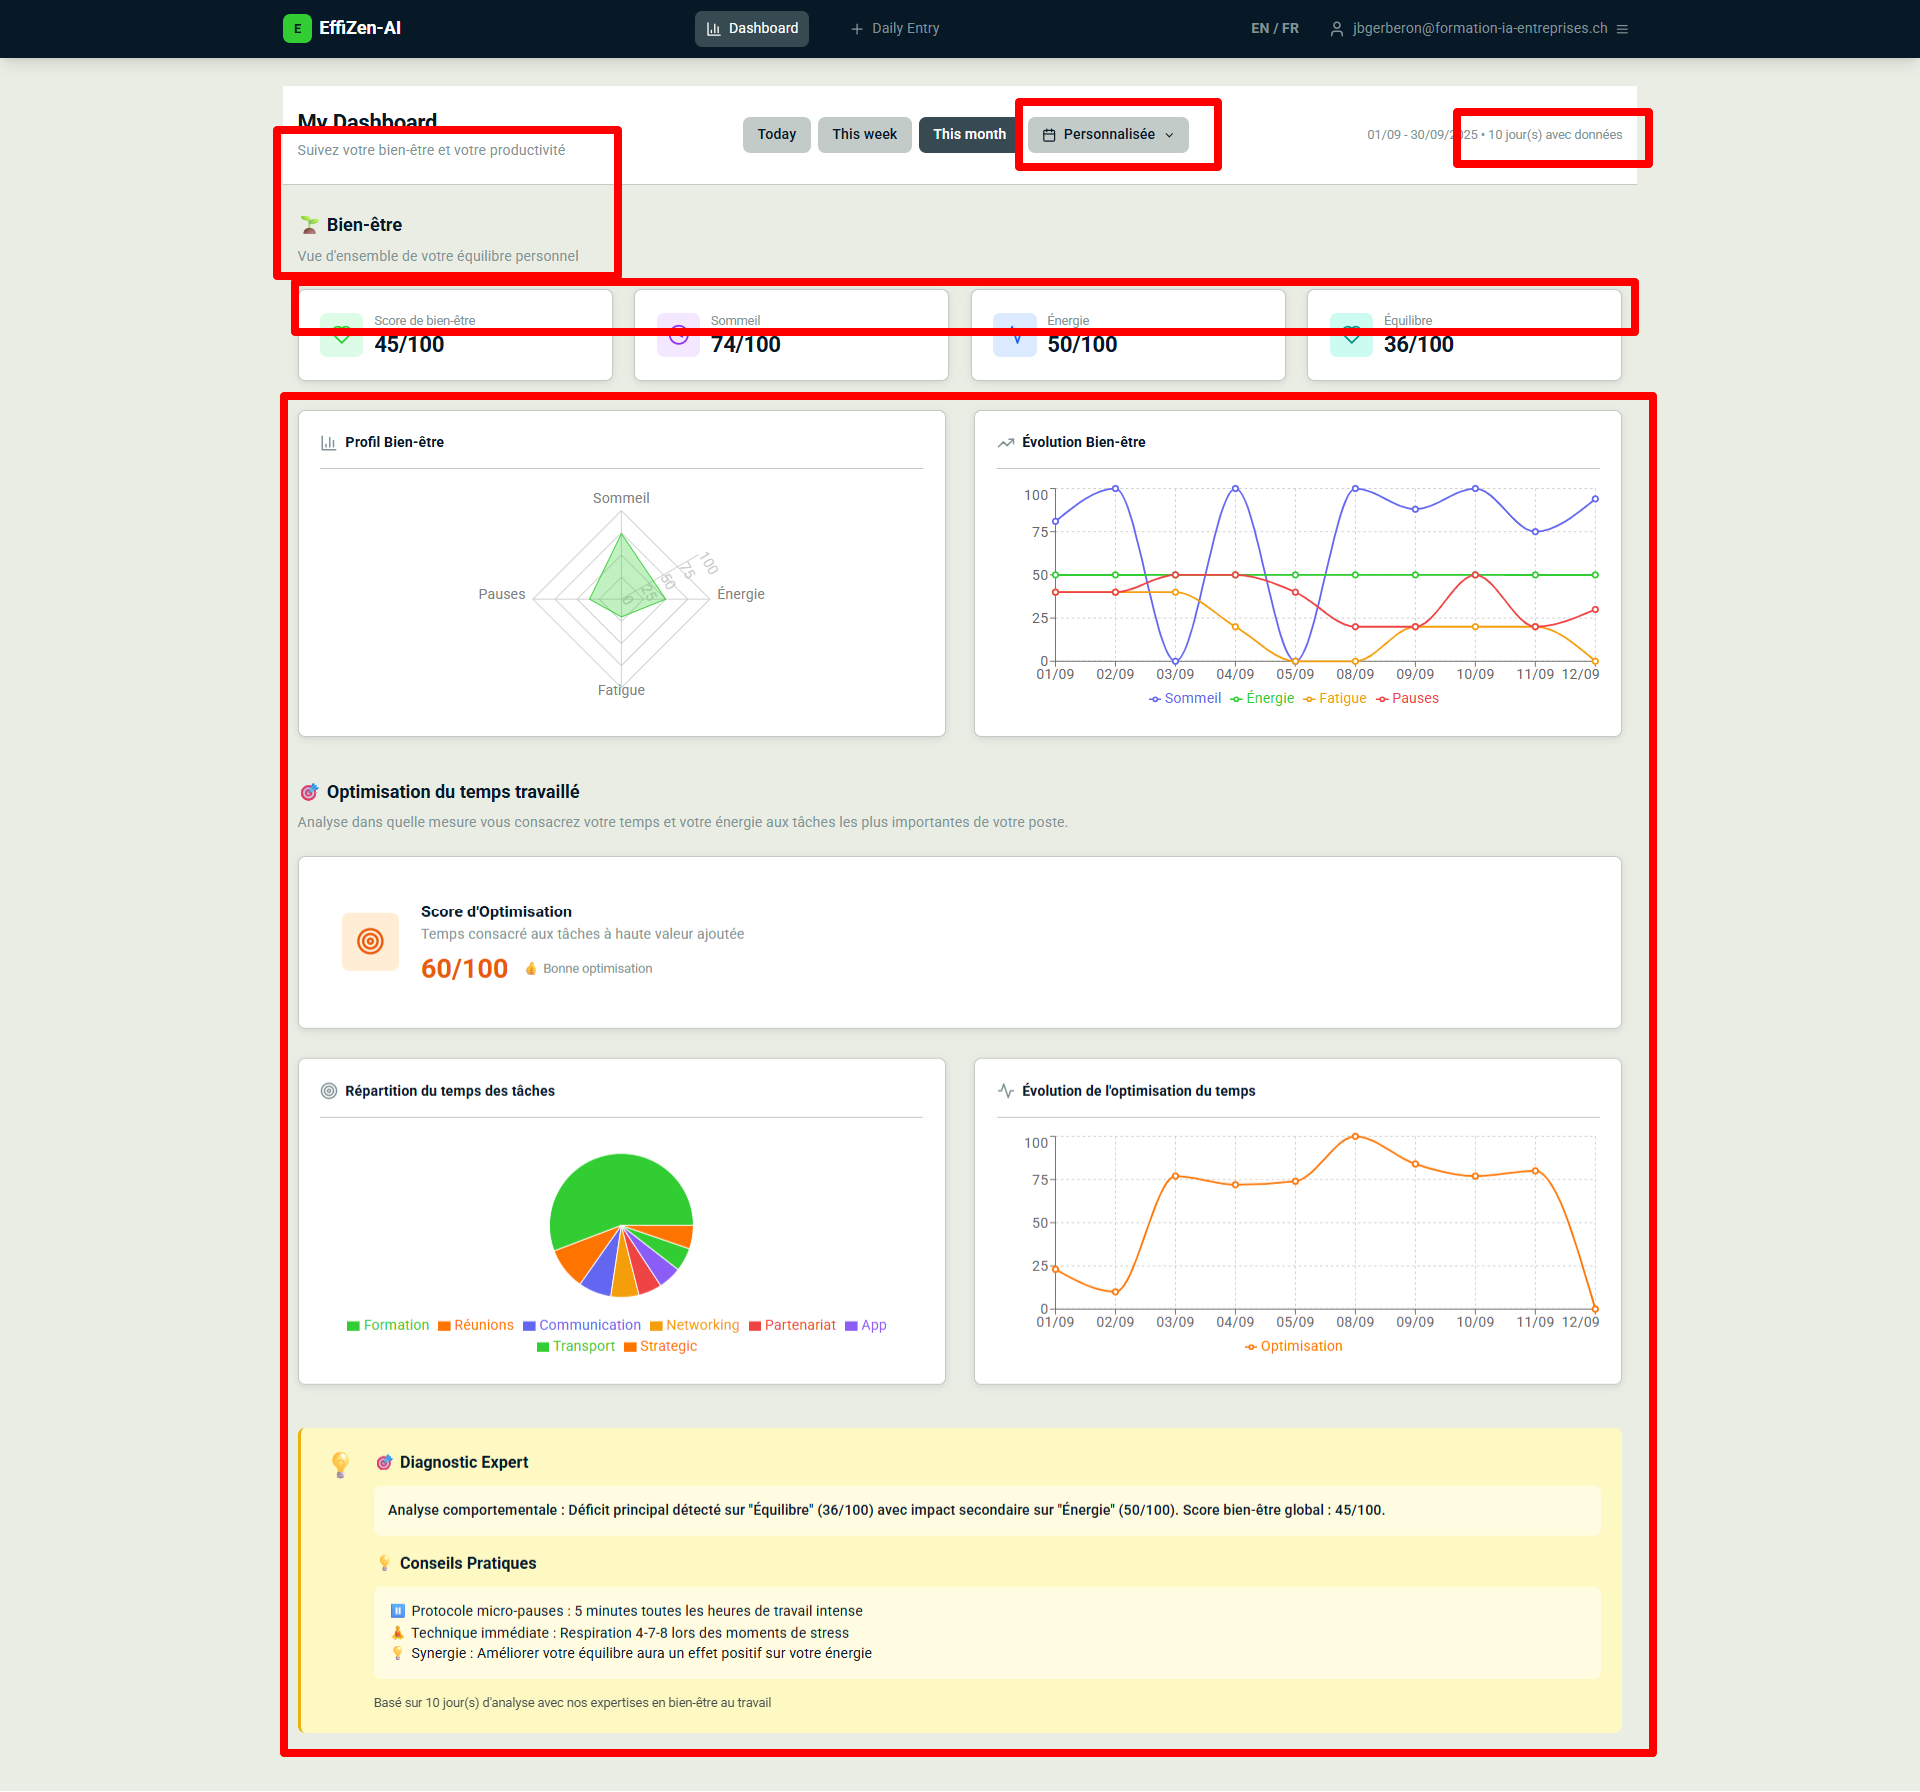 E EffiZen-AI
Dashboard
Daily Entry
EN / FR
jbgerberon@formation-ia-entreprises.ch
My Dashboard
Suivez votre bien-être et votre productivité
Today
This week
This month
Personnalisée
01/09 - 30/09/2025 • 10 jour(s) avec données
Bien-être
Vue d'ensemble de votre équilibre personnel
Score de bien-être
45/100
Sommeil
74/100
Énergie
50/100
Équilibre
36/100
Profil Bien-être
Sommeil
Pauses
Énergie
Fatigue
0
25
50
75
100
Évolution Bien-être
100
75
50
25
0
01/09 02/09 03/09 04/09 05/09 08/09 09/09 10/09 11/09 12/09
Sommeil Énergie Fatigue Pauses
Optimisation du temps travaillé
Analyse dans quelle mesure vous consacrez votre temps et votre énergie aux tâches les plus importantes de votre poste.
Score d'Optimisation
Temps consacré aux tâches à haute valeur ajoutée
60/100 Bonne optimisation
Répartition du temps des tâches
Formation Réunions Communication Networking Partenariat App
Transport Strategic
Évolution de l'optimisation du temps
100
75
50
25
0
01/09 02/09 03/09 04/09 05/09 08/09 09/09 10/09 11/09 12/09
Optimisation
Diagnostic Expert
Analyse comportementale : Déficit principal détecté sur "Équilibre" (36/100) avec impact secondaire sur "Énergie" (50/100). Score bien-être global : 45/100.
Conseils Pratiques
Protocole micro-pauses : 5 minutes toutes les heures de travail intense
Technique immédiate : Respiration 4-7-8 lors des moments de stress
Synergie : Améliorer votre équilibre aura un effet positif sur votre énergie
Basé sur 10 jour(s) d'analyse avec nos expertises en bien-être au travail